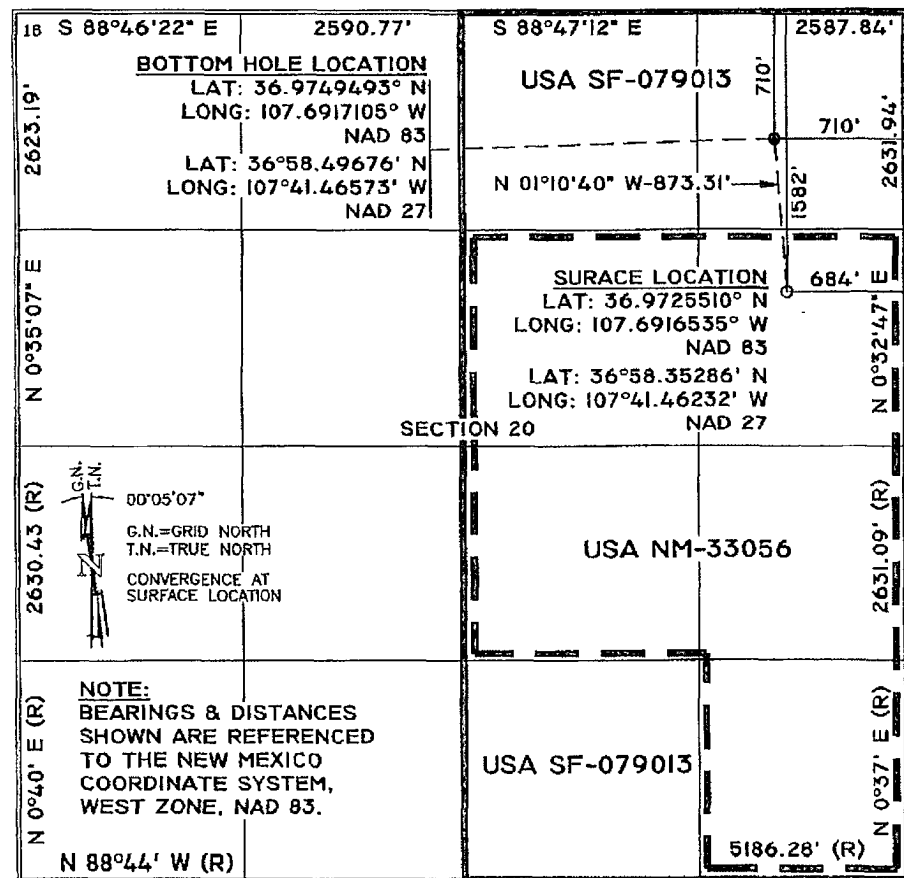 18 S 88°46'22" E 2590.77' S 88°47'12" E 2587.84'
BOTTOM HOLE LOCATION
LAT: 36.9749493° N
LONG: 107.6917105° W
NAD 83
LAT: 36°58.49676' N
LONG: 107°41.46573' W
NAD 27
2623.19'
USA SF-079013
710'
710'
2631.94'
N 01°10'40" W-873.31'
1582'
SURACE LOCATION
LAT: 36.9725510° N
LONG: 107.6916535° W
NAD 83
LAT: 36°58.35286' N
LONG: 107°41.46232' W
NAD 27
684'
N 0°35'07" E
N 0°32'47" E
SECTION 20
G.N.
T.N.
00°05'07"
G.N.=GRID NORTH
T.N.=TRUE NORTH
CONVERGENCE AT
SURFACE LOCATION
N
2630.43 (R)
USA NM-33056
2631.09' (R)
NOTE:
BEARINGS & DISTANCES
SHOWN ARE REFERENCED
TO THE NEW MEXICO
COORDINATE SYSTEM,
WEST ZONE, NAD 83.
N 0°40' E (R)
USA SF-079013
N 0°37' E (R)
N 88°44' W (R)
5186.28' (R)